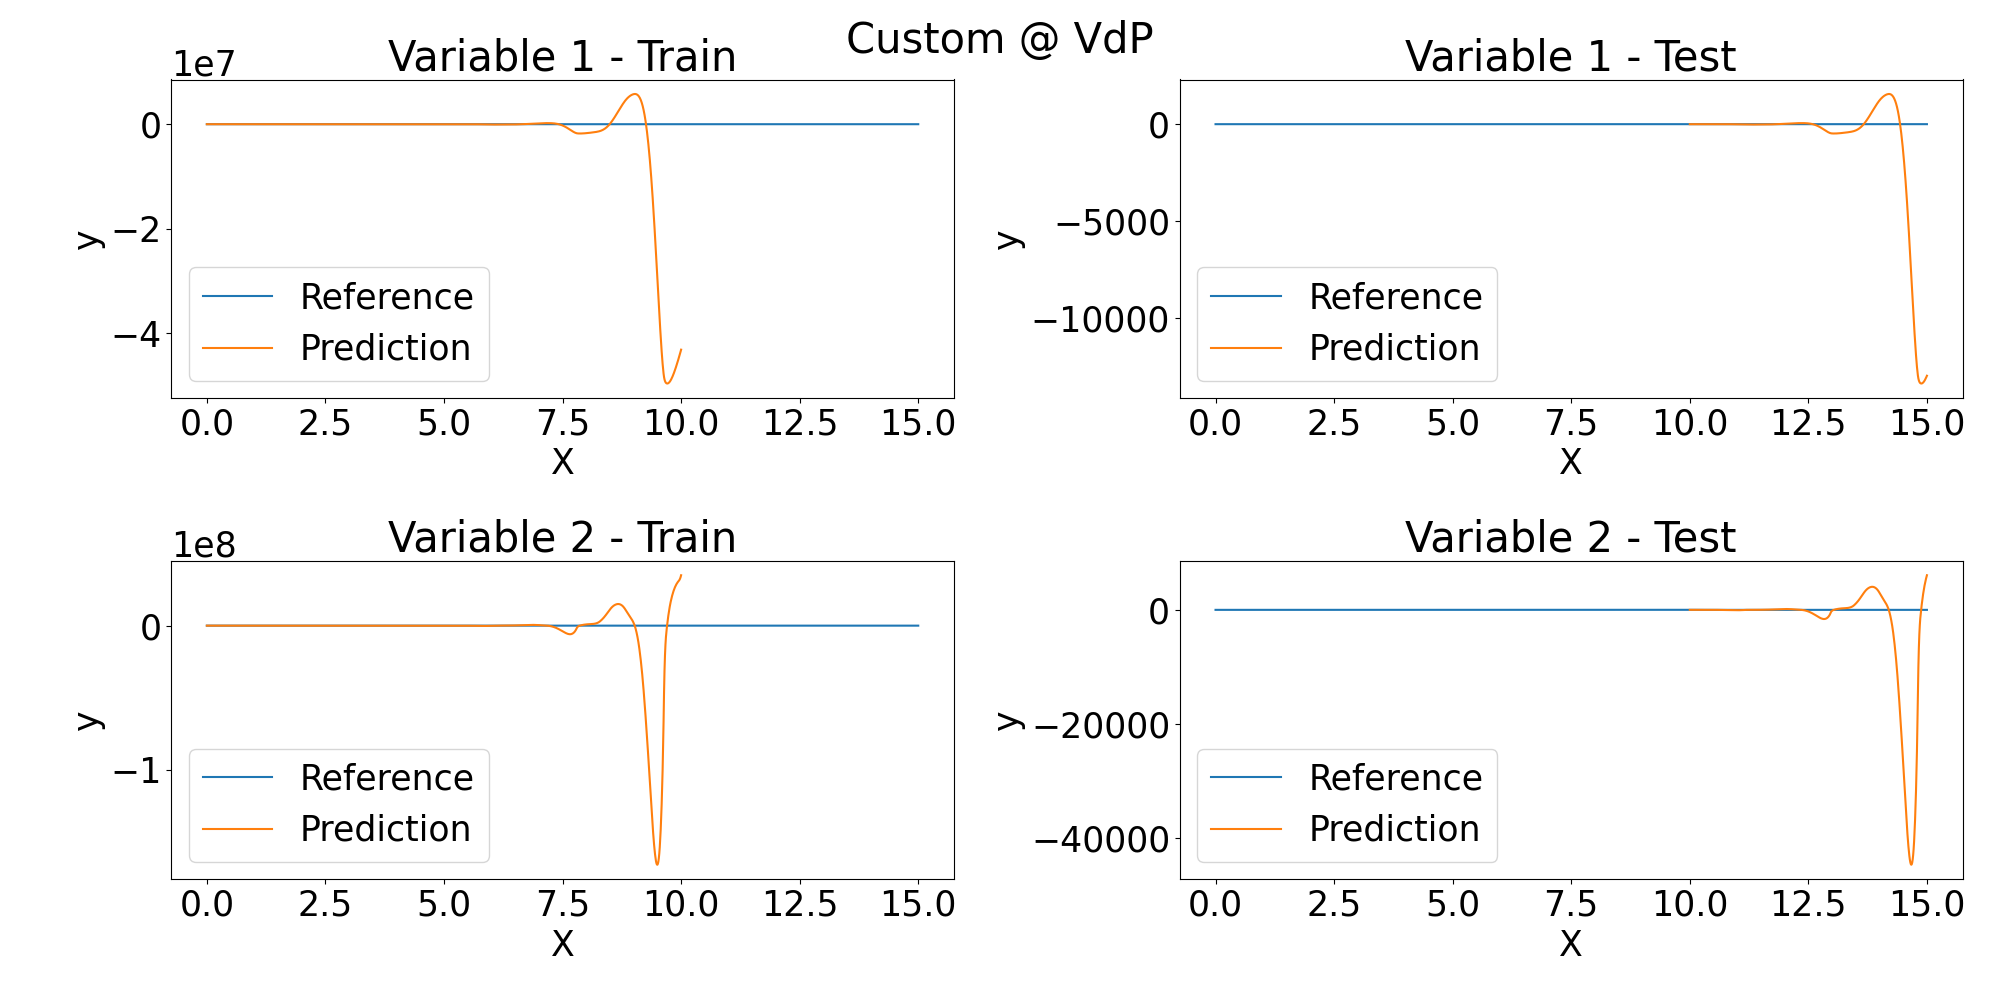 Custom @ VdP
Variable 1 - Train
1e7
0
−2
−4
y
Reference
Prediction
0.0 2.5 5.0 7.5 10.0 12.5 15.0
X
Variable 1 - Test
0
−5000
−10000
y
Reference
Prediction
0.0 2.5 5.0 7.5 10.0 12.5 15.0
X
Variable 2 - Train
1e8
0
−1
y
Reference
Prediction
0.0 2.5 5.0 7.5 10.0 12.5 15.0
X
Variable 2 - Test
0
−20000
−40000
y
Reference
Prediction
0.0 2.5 5.0 7.5 10.0 12.5 15.0
X